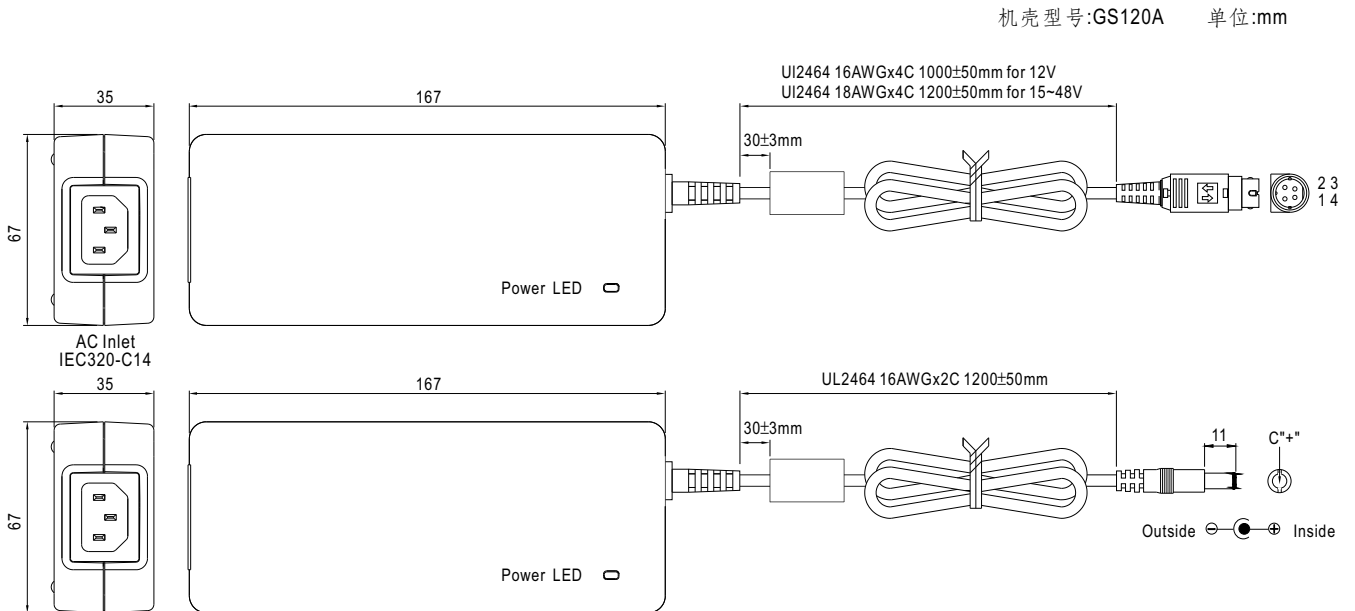 机壳型号:GS120A 单位:mm
UI2464 16AWGx4C 1000±50mm for 12V
UI2464 18AWGx4C 1200±50mm for 15~48V
35
167
30±3mm
67
2 3
1 4
Power LED
AC Inlet
IEC320-C14
35
167
UL2464 16AWGx2C 1200±50mm
30±3mm
11
C"+"
67
Outside
Inside
Power LED